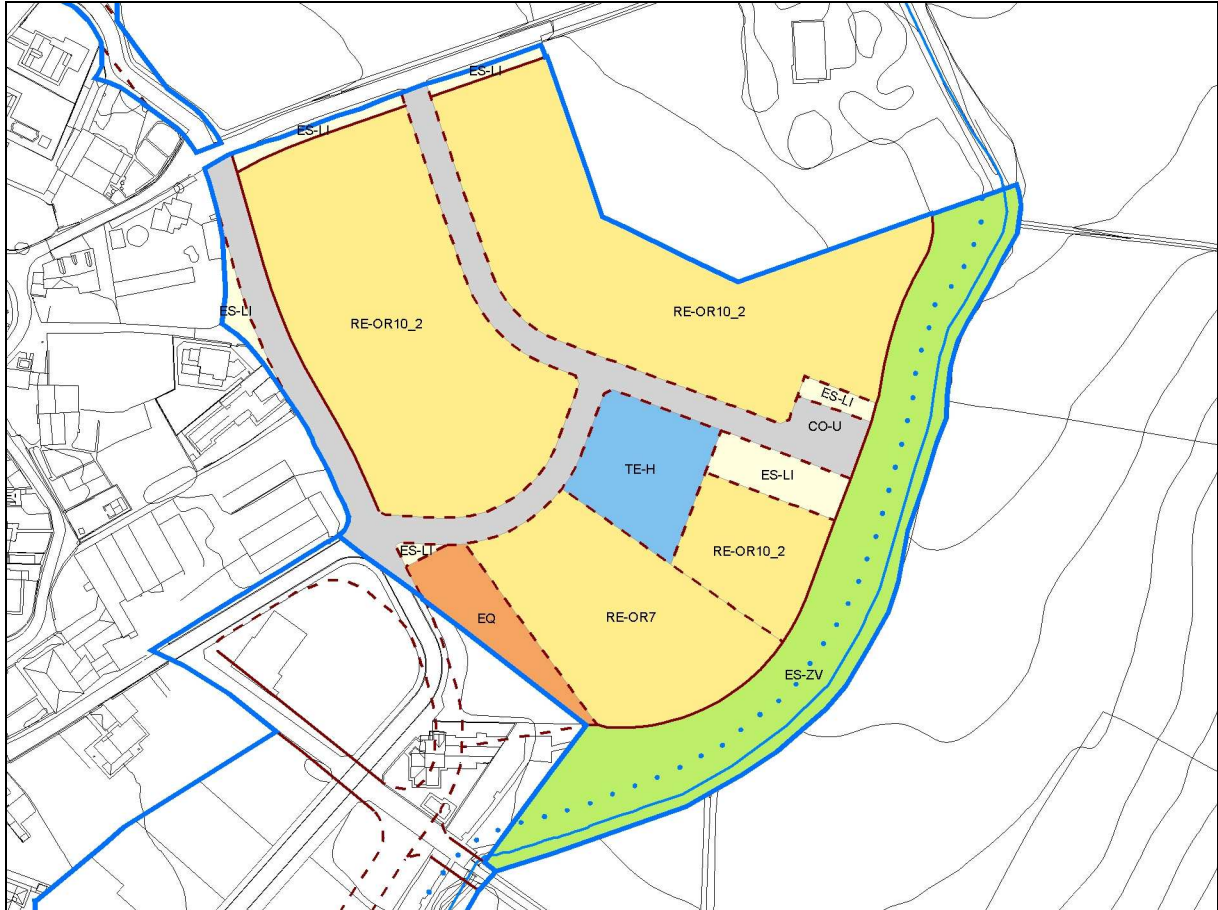 ES-LI
ES-LI
ES-LI
RE-OR10_2
RE-OR10_2
ES-LI
CO-U
TE-H
ES-LI
ES-LI
RE-OR10_2
EQ
RE-OR7
ES-ZV